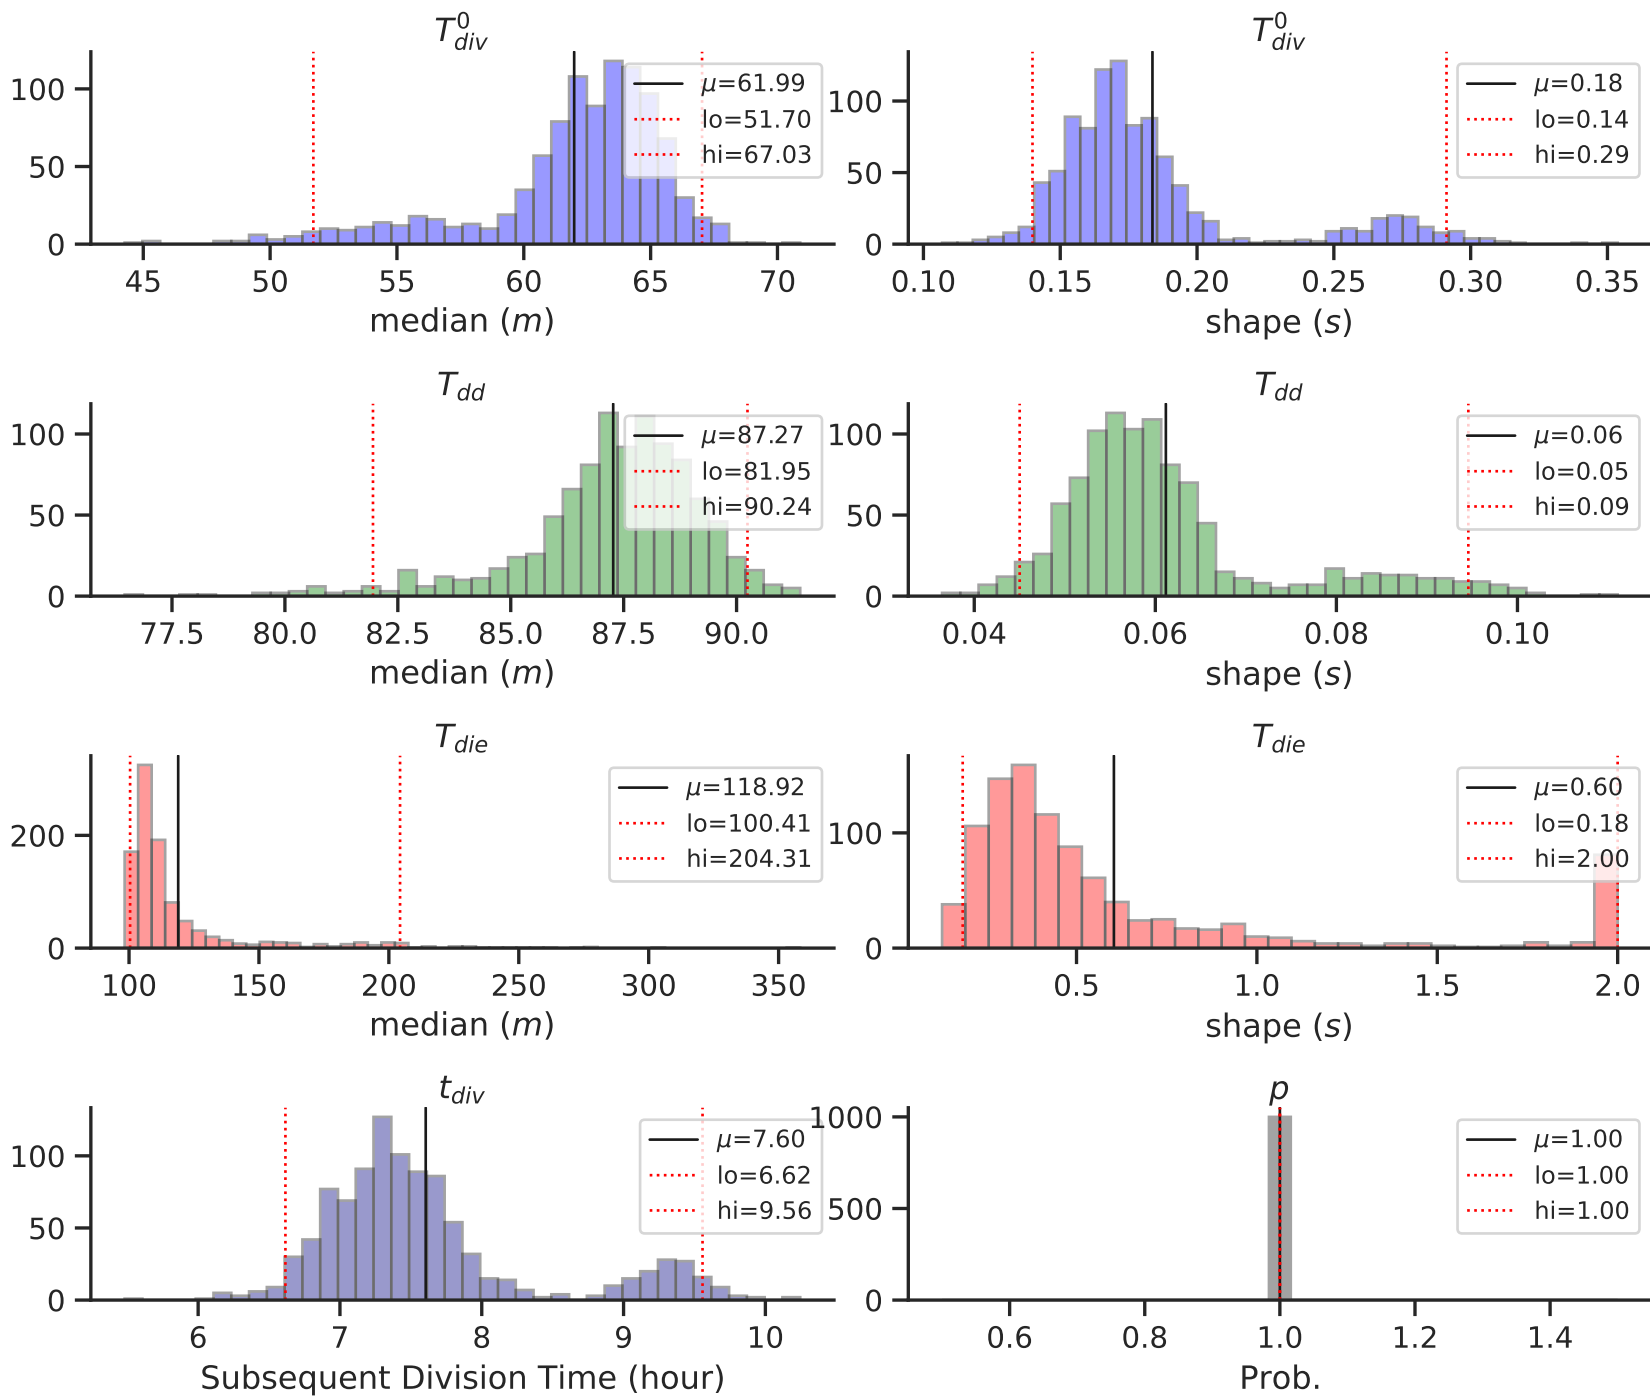 T⁰div
100
50
0
45 50 55 60 65 70
median (m)
μ=61.99
lo=51.70
hi=67.03
T⁰div
100
50
0
0.10 0.15 0.20 0.25 0.30 0.35
shape (s)
μ=0.18
lo=0.14
hi=0.29
Tdd
100
50
0
77.5 80.0 82.5 85.0 87.5 90.0
median (m)
μ=87.27
lo=81.95
hi=90.24
Tdd
100
50
0
0.04 0.06 0.08 0.10
shape (s)
μ=0.06
lo=0.05
hi=0.09
Tdie
200
0
100 150 200 250 300 350
median (m)
μ=118.92
lo=100.41
hi=204.31
Tdie
100
0
0.5 1.0 1.5 2.0
shape (s)
μ=0.60
lo=0.18
hi=2.00
tdiv
100
50
0
6 7 8 9 10
Subsequent Division Time (hour)
μ=7.60
lo=6.62
hi=9.56
p
1000
500
0
0.6 0.8 1.0 1.2 1.4
Prob.
μ=1.00
lo=1.00
hi=1.00